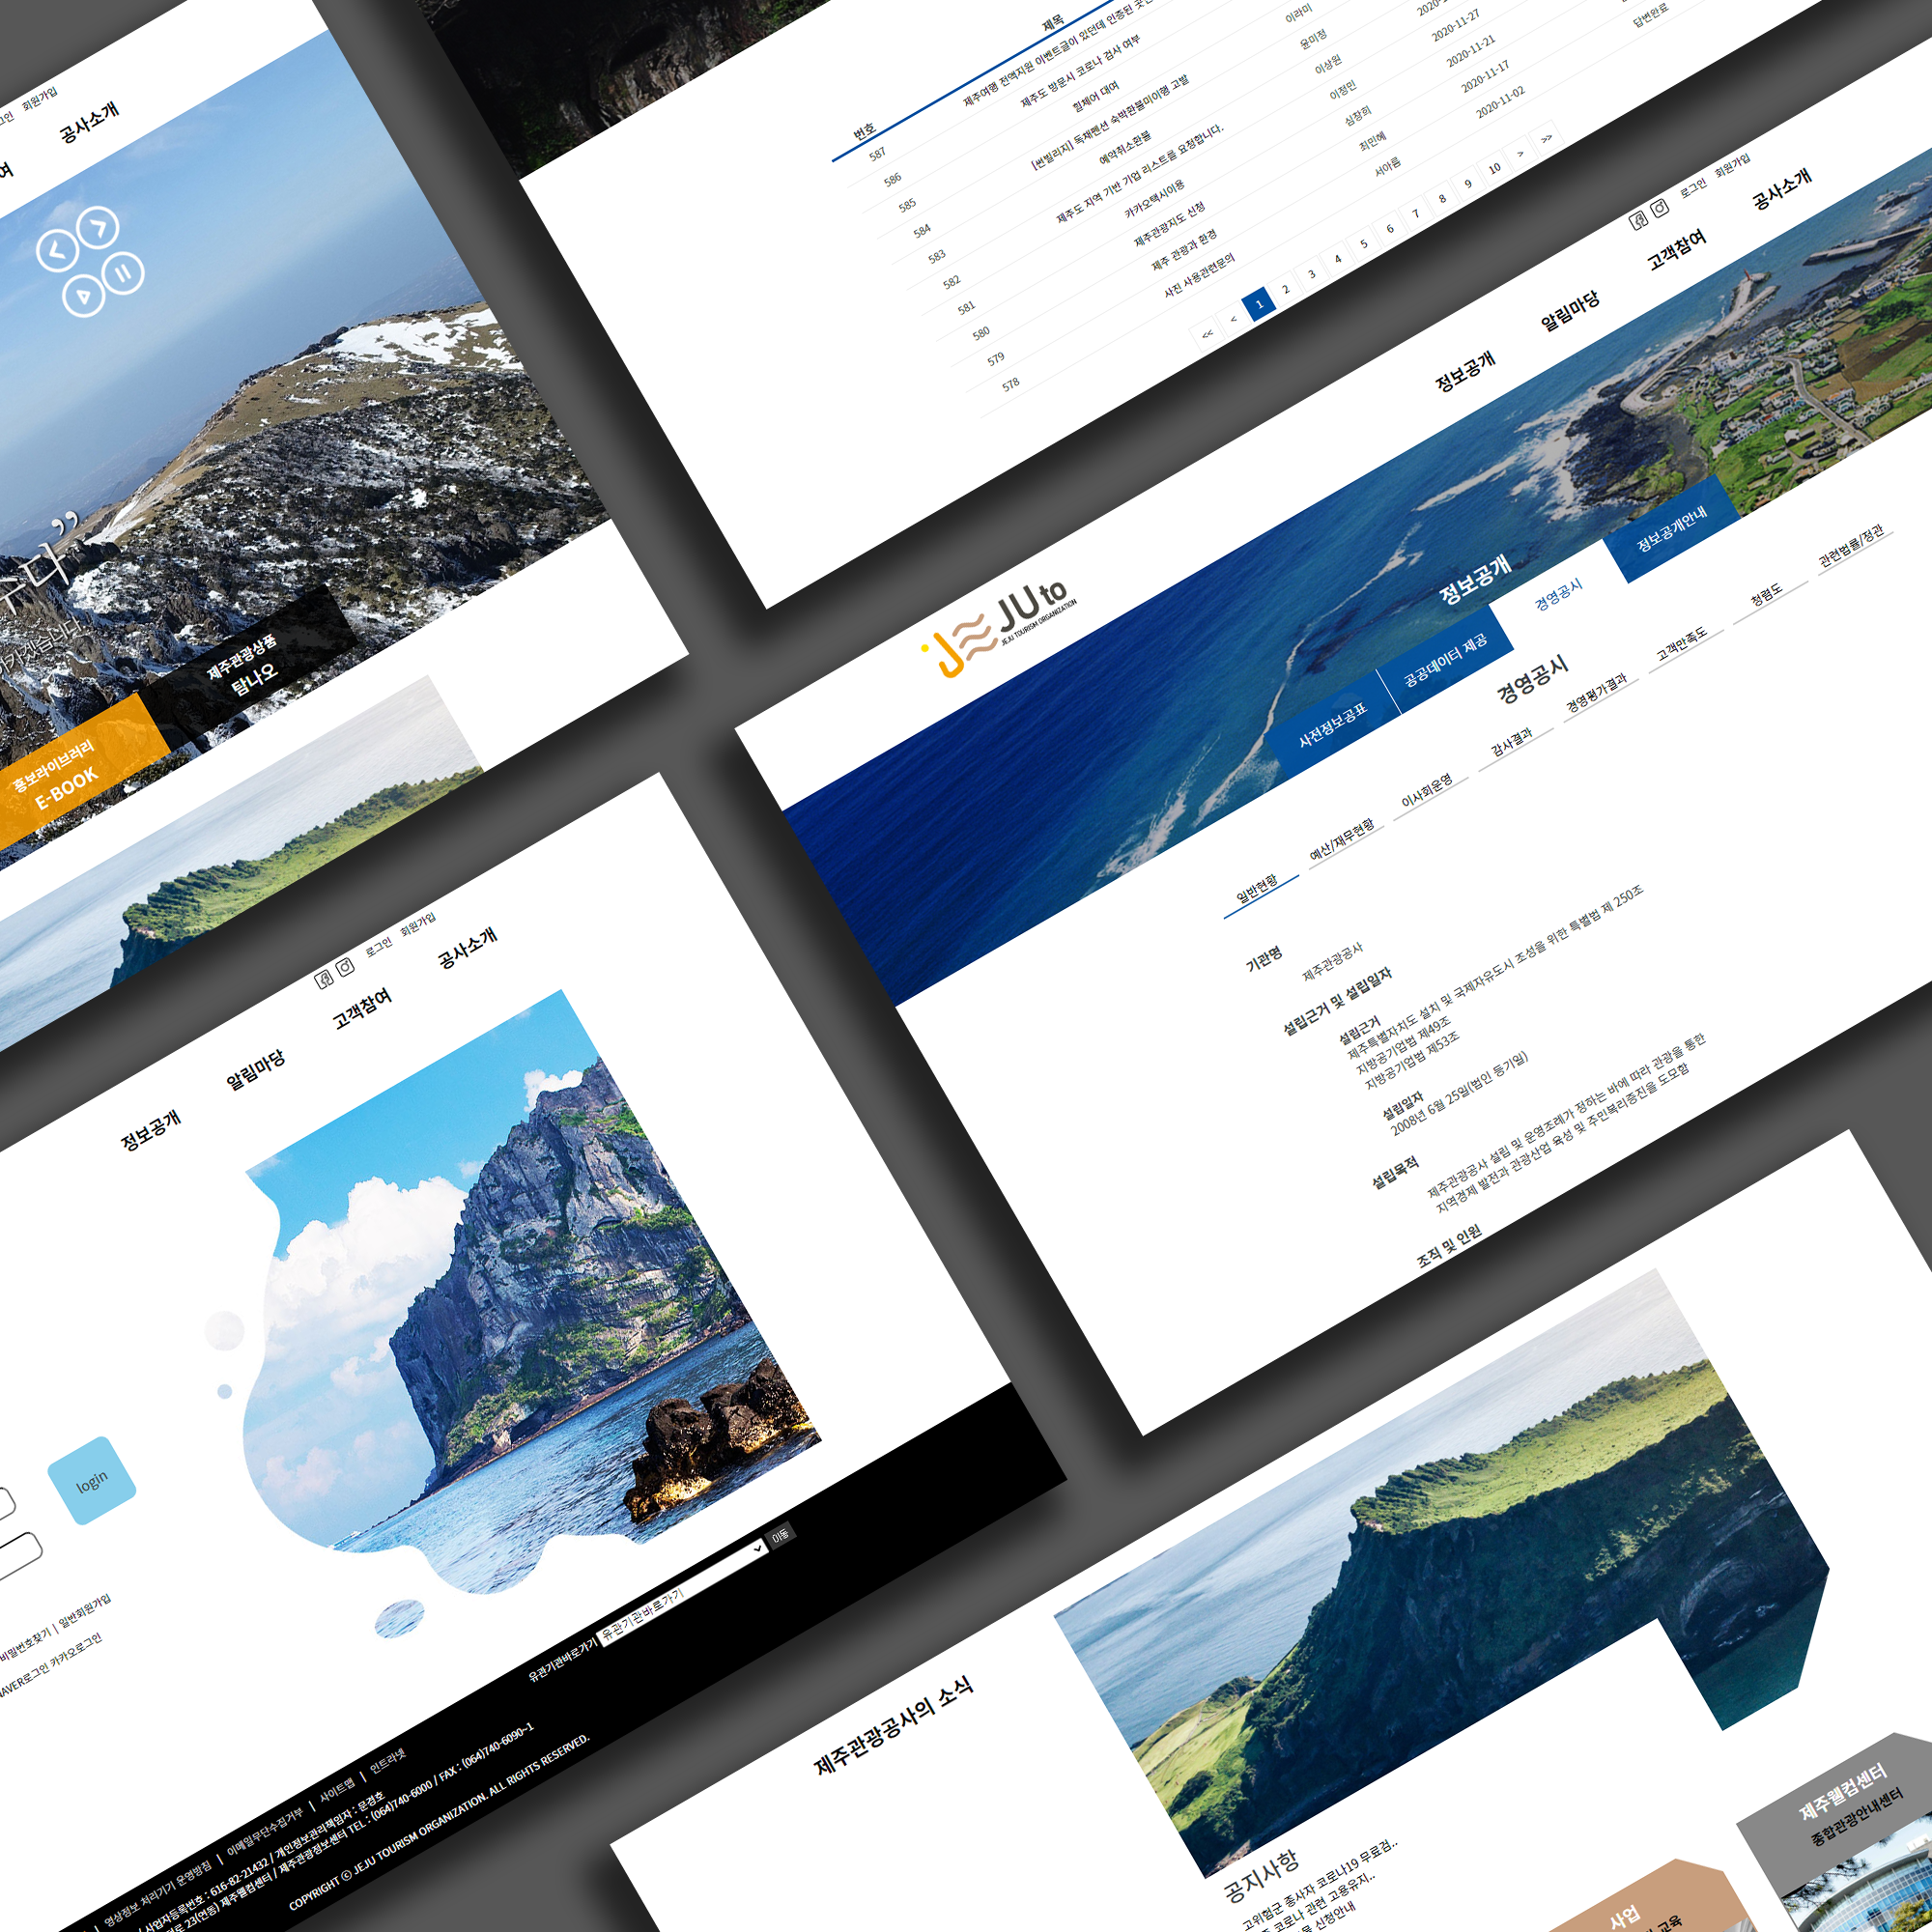 회원가입
공사소개
제주관광상품
탐나오
홍보라이브러리
E-BOOK
제목
번호
587
제주도 방문시 코로나 검사 여부
586
휠체어 대여
585
[썬빌리지] 독채펜션 숙박환불미이행 고발
584
예약취소환불
583
제주도 지역 기반 기업 리스트를 요청합니다.
582
카카오택시이용
581
제주관광지도 신청
580
제주 관광과 환경
579
사진 사용관련문의
578
이라미
윤미정
이상원
이정민
심장희
최민혜
서아름
2020-11-27
2020-11-21
2020-11-17
2020-11-02
답변완료
<< < 1 2 3 4 5 6 7 8 9 10 > >>
로그인 회원가입
정보공개 알림마당 고객참여 공사소개
JEJU to
JEJU TOURISM ORGANIZATION
정보공개
사전정보공표 공공데이터 제공 경영공시 정보공개안내
경영공시
일반현황 예산/재무현황 이사회운영 감사결과 경영평가결과 고객만족도 청렴도 관련법률/정관
기관명
제주관광공사
설립근거 및 설립일자
설립근거
제주특별자치도 설치 및 국제자유도시 조성을 위한 특별법 제 250조
지방공기업법 제49조
지방공기업법 제53조
설립일자
2008년 6월 25일(법인 등기일)
설립목적
제주관광공사 설립 및 운영조례가 정하는 바에 따라 관광을 통한
지역경제 발전과 관광산업 육성 및 주민복리증진을 도모함
조직 및 인원
로그인 회원가입
정보공개 알림마당 고객참여 공사소개
login
비밀번호찾기 | 일반회원가입
NAVER로그인 카카오로그인
유관기관바로가기 유관기관바로가기 이동
| 영상정보 처리기기 운영방침 | 이메일무단수집거부 | 사이트맵 | 인트라넷
/ 사업자등록번호 : 616-82-21432 / 개인정보관리책임자 : 문경호
로 23(연동) 제주웰컴센터 / 제주관광정보센터 TEL : (064)740-6000 / FAX : (064)740-6090~1
COPYRIGHT ⓒ JEJU TOURISM ORGANIZATION. ALL RIGHTS RESERVED.
제주관광공사의 소식
공지사항
고위험군 종사자 코로나19 무료검..
코로나 관련 고용유지..
신청안내
사업
교육
제주웰컴센터
종합관광안내센터